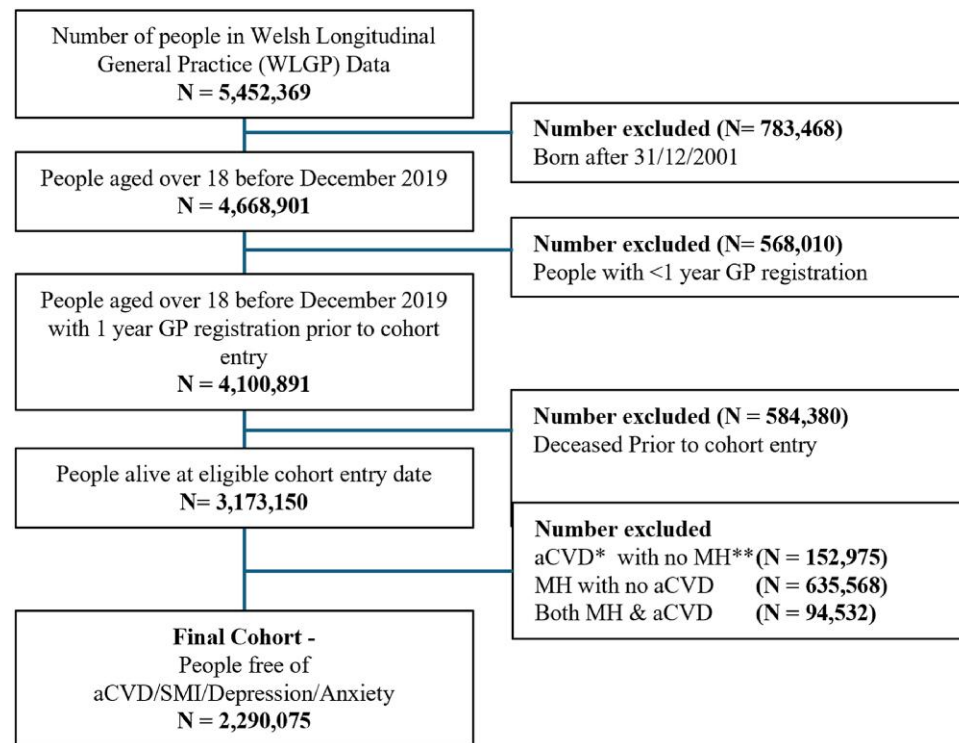 Number of people in Welsh Longitudinal
General Practice (WLGP) Data
N = 5,452,369
Number excluded (N= 783,468)
Born after 31/12/2001
People aged over 18 before December 2019
N = 4,668,901
Number excluded (N= 568,010)
People with <1 year GP registration
People aged over 18 before December 2019
with 1 year GP registration prior to cohort
entry
N = 4,100,891
Number excluded (N = 584,380)
Deceased Prior to cohort entry
People alive at eligible cohort entry date
N= 3,173,150
Number excluded
aCVD* with no MH** (N = 152,975)
MH with no aCVD (N = 635,568)
Both MH & aCVD (N = 94,532)
Final Cohort -
People free of
aCVD/SMI/Depression/Anxiety
N = 2,290,075